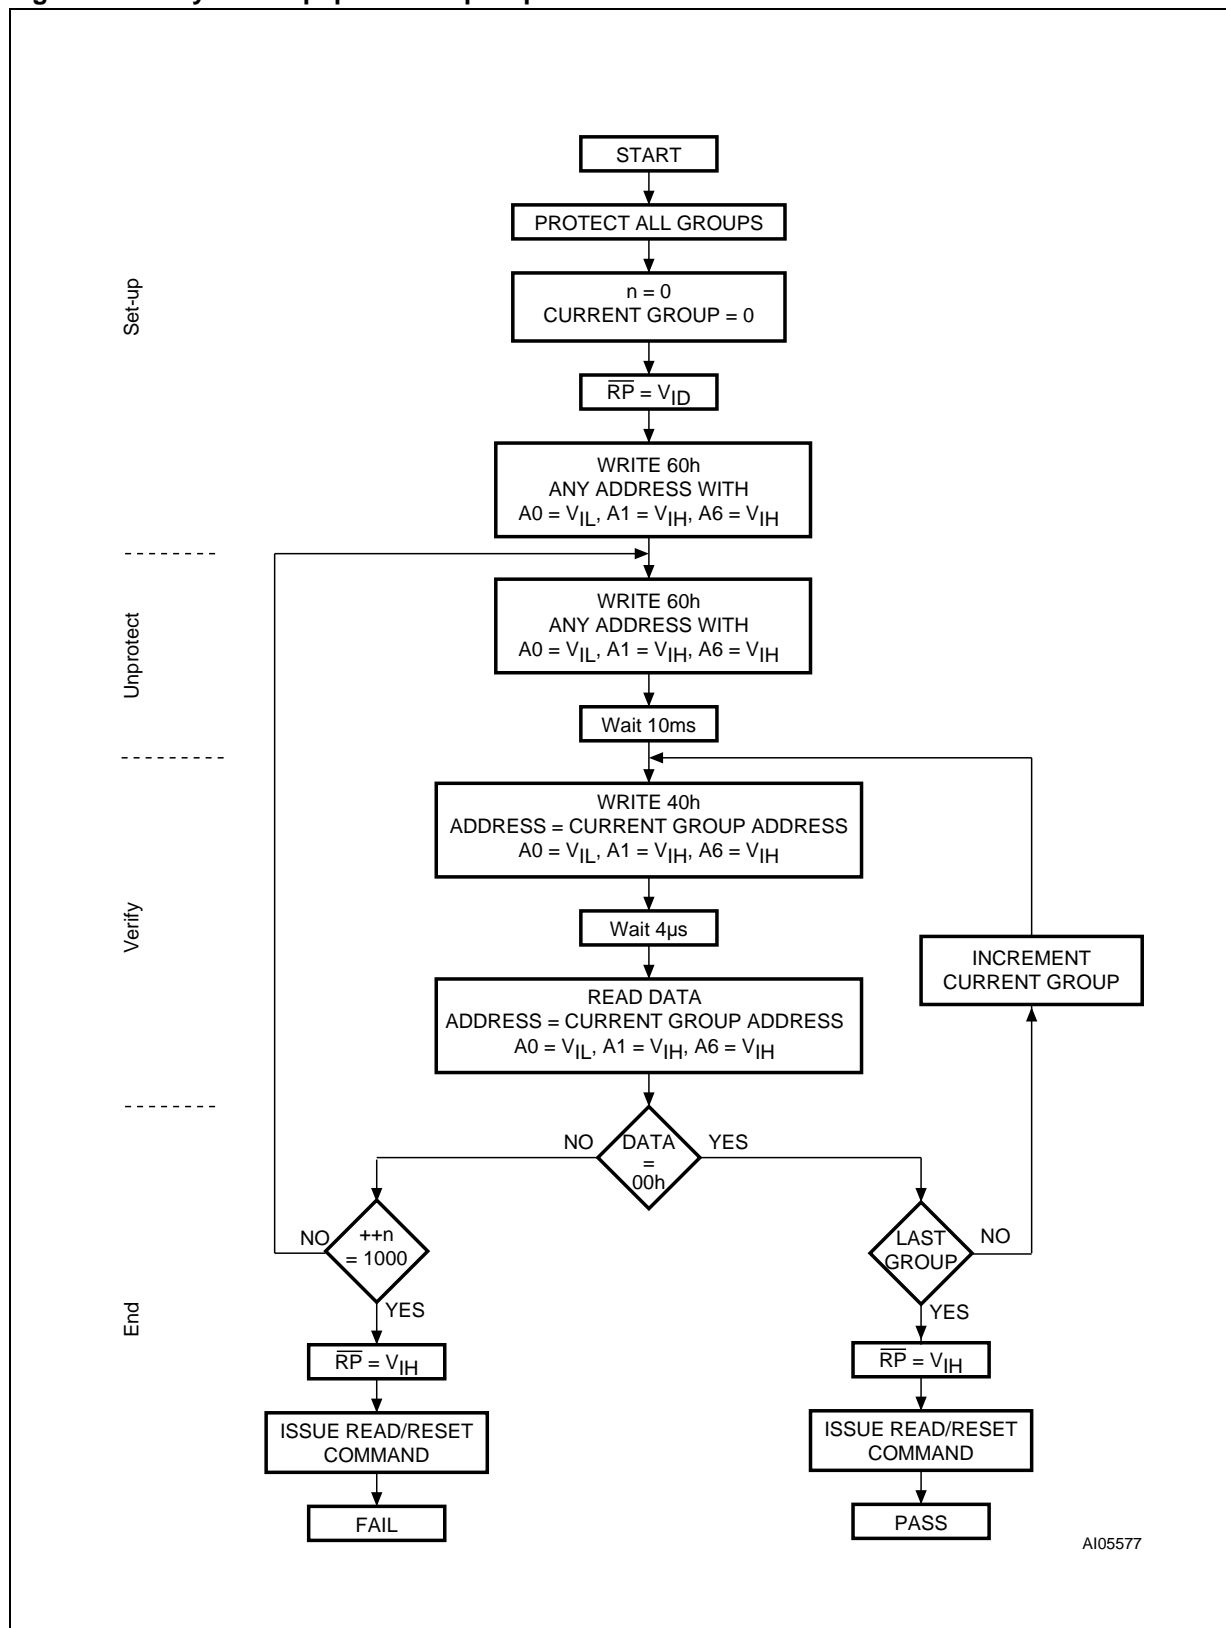 START
PROTECT ALL GROUPS
n = 0
CURRENT GROUP = 0
Set-up
RP = VID
WRITE 60h
ANY ADDRESS WITH
A0 = VIL, A1 = VIH, A6 = VIH
Unprotect
WRITE 60h
ANY ADDRESS WITH
A0 = VIL, A1 = VIH, A6 = VIH
Wait 10ms
Verify
WRITE 40h
ADDRESS = CURRENT GROUP ADDRESS
A0 = VIL, A1 = VIH, A6 = VIH
Wait 4µs
INCREMENT
CURRENT GROUP
READ DATA
ADDRESS = CURRENT GROUP ADDRESS
A0 = VIL, A1 = VIH, A6 = VIH
End
NO
DATA
=
00h
YES
NO
++n
= 1000
YES
LAST
GROUP
NO
YES
RP = VIH
RP = VIH
ISSUE READ/RESET
COMMAND
ISSUE READ/RESET
COMMAND
FAIL
PASS
AI05577